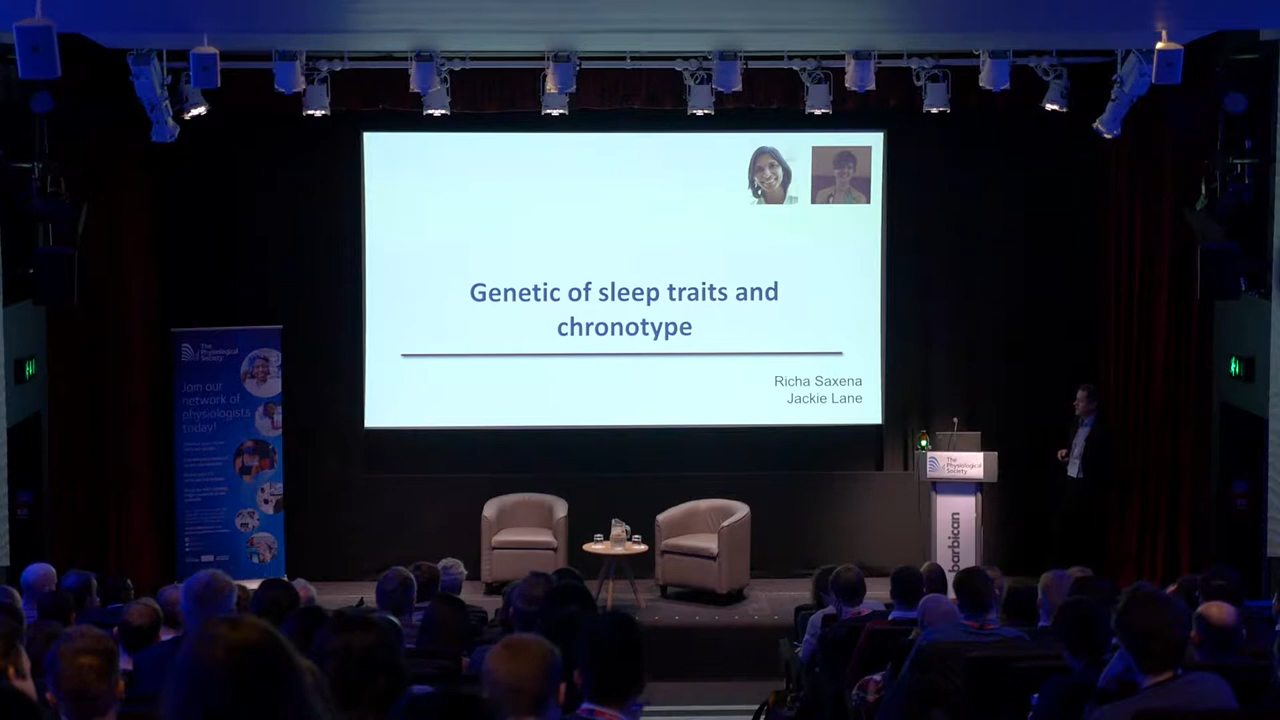 Genetic of sleep traits and
chronotype
Richa Saxena
Jackie Lane
The
Physiological
Society
Join our
network of
physiologists
today!
The
Physiological
Society
barbican